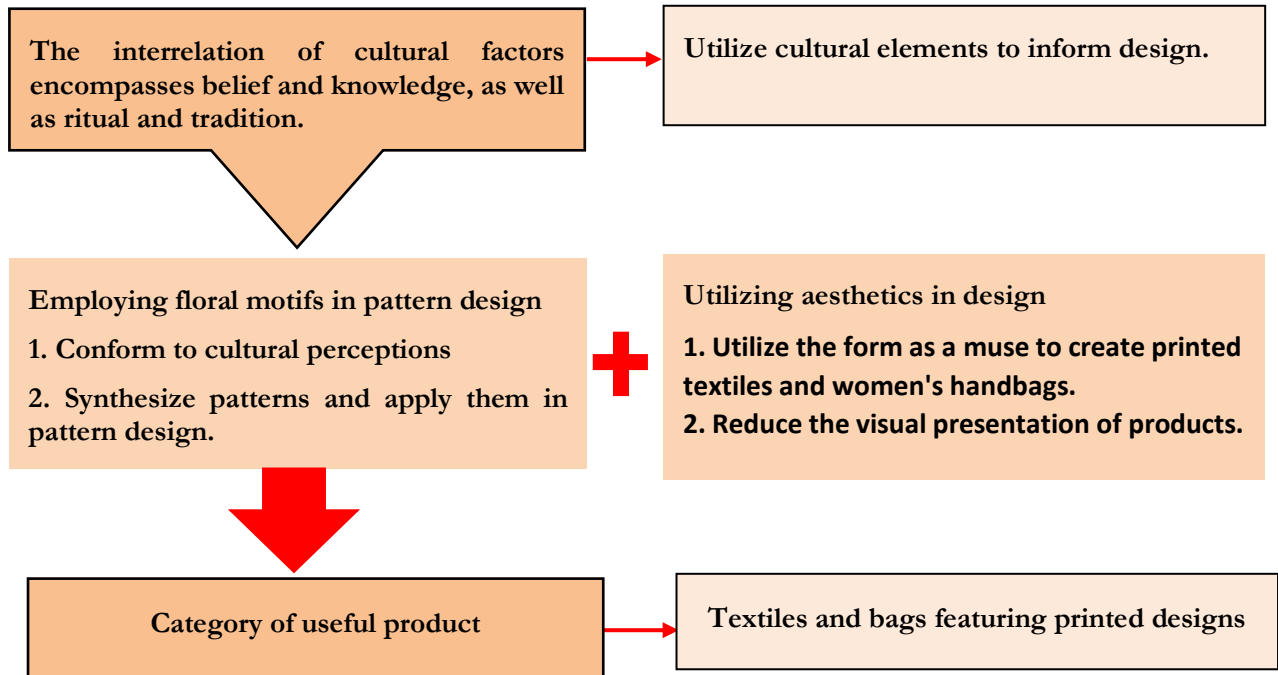 The interrelation of cultural factors
encompasses belief and knowledge, as well
as ritual and tradition.
Utilize cultural elements to inform design.
Employing floral motifs in pattern design
1. Conform to cultural perceptions
2. Synthesize patterns and apply them in
pattern design.
Utilizing aesthetics in design
1. Utilize the form as a muse to create printed
textiles and women's handbags.
2. Reduce the visual presentation of products.
Category of useful product
Textiles and bags featuring printed designs